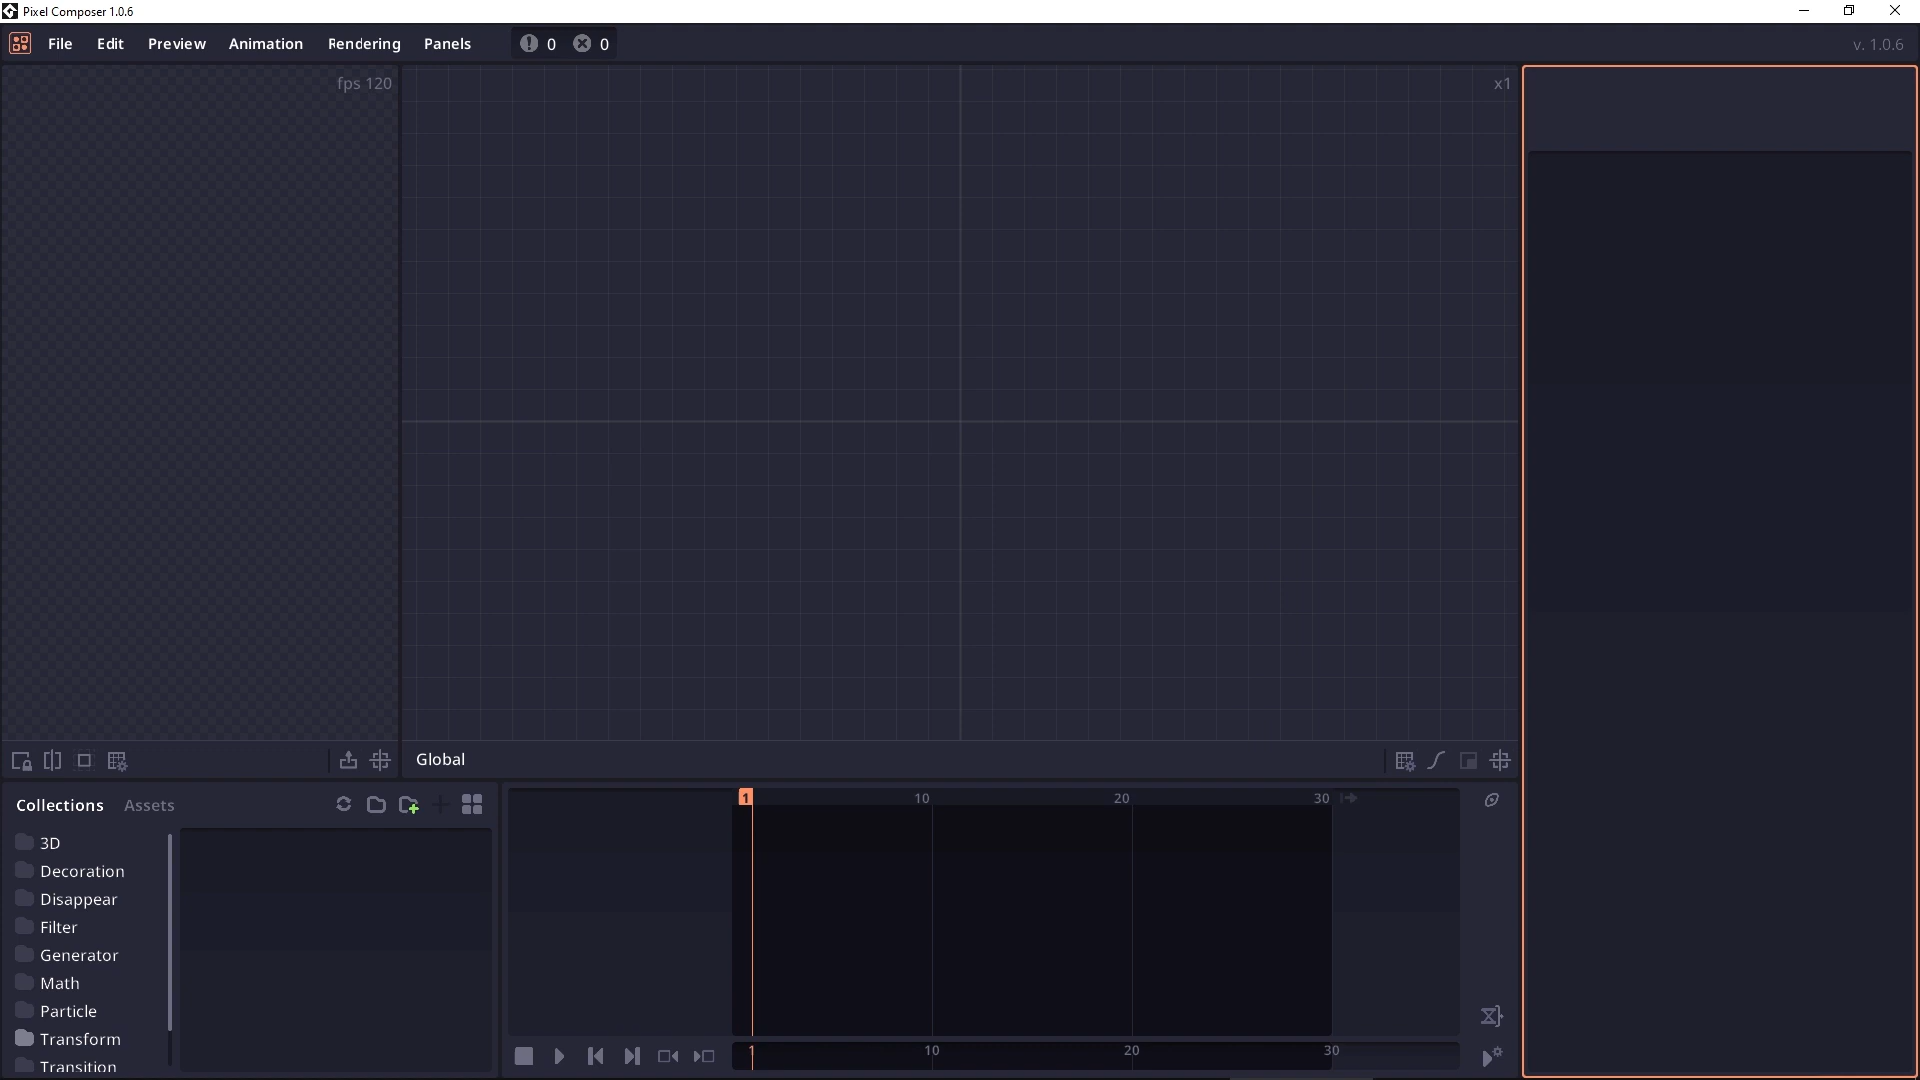 Pixel Composer 1.0.6
File Edit Preview Animation Rendering Panels 0 0 v. 1.0.6
fps 120
x1
Global
Collections Assets
3D
Decoration
Disappear
Filter
Generator
Math
Particle
Transform
Transition
1 10 20 30
1 10 20 30